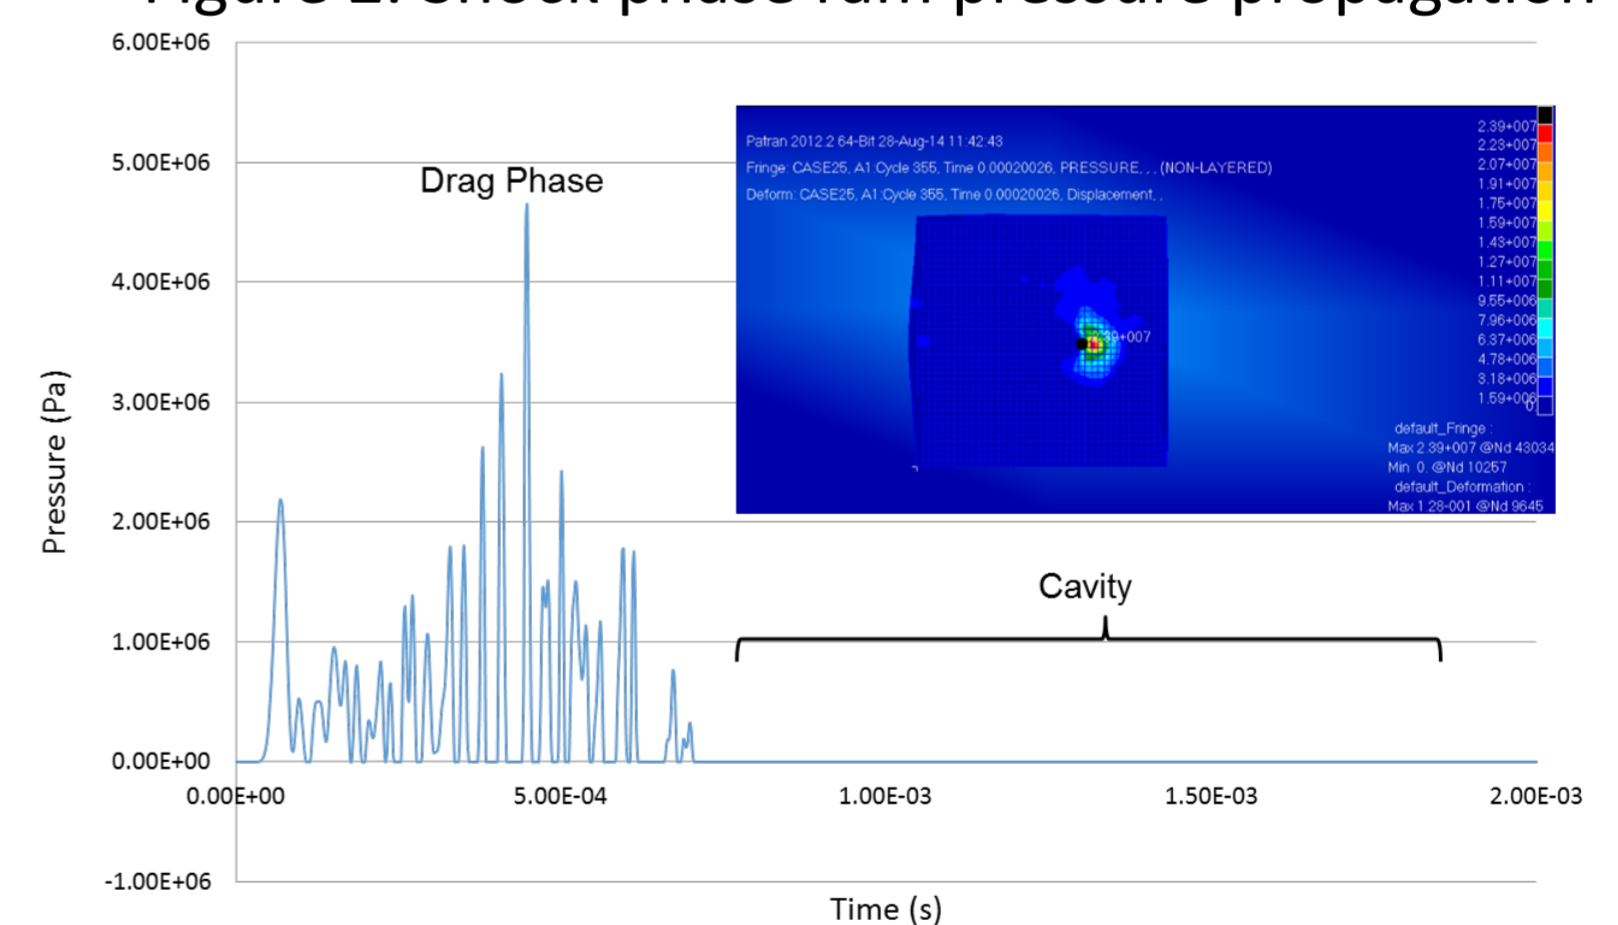 Figure 2: Shock phase ram pressure propagation
6.00E+06
5.00E+06
4.00E+06
3.00E+06
2.00E+06
1.00E+06
0.00E+00
-1.00E+06
Pressure (Pa)
Drag Phase
Patran 2012.2 64-Bit 28-Aug-14 11:42:43
Fringe: CASE25, A1:Cycle 355, Time 0.00020026, PRESSURE, , , (NON-LAYERED)
Deform: CASE25, A1:Cycle 355, Time 0.00020026, Displacement, ,
2.39+007
2.23+007
2.07+007
1.91+007
1.75+007
1.59+007
1.43+007
1.27+007
1.11+007
9.55+006
7.96+006
6.37+006
4.78+006
3.18+006
1.59+006
0.
default_Fringe :
Max 2.39+007 @Nd 43034
Min 0. @Nd 10257
default_Deformation :
Max 1.28-001 @Nd 9645
Cavity
0.00E+00
5.00E-04
1.00E-03
1.50E-03
2.00E-03
Time (s)